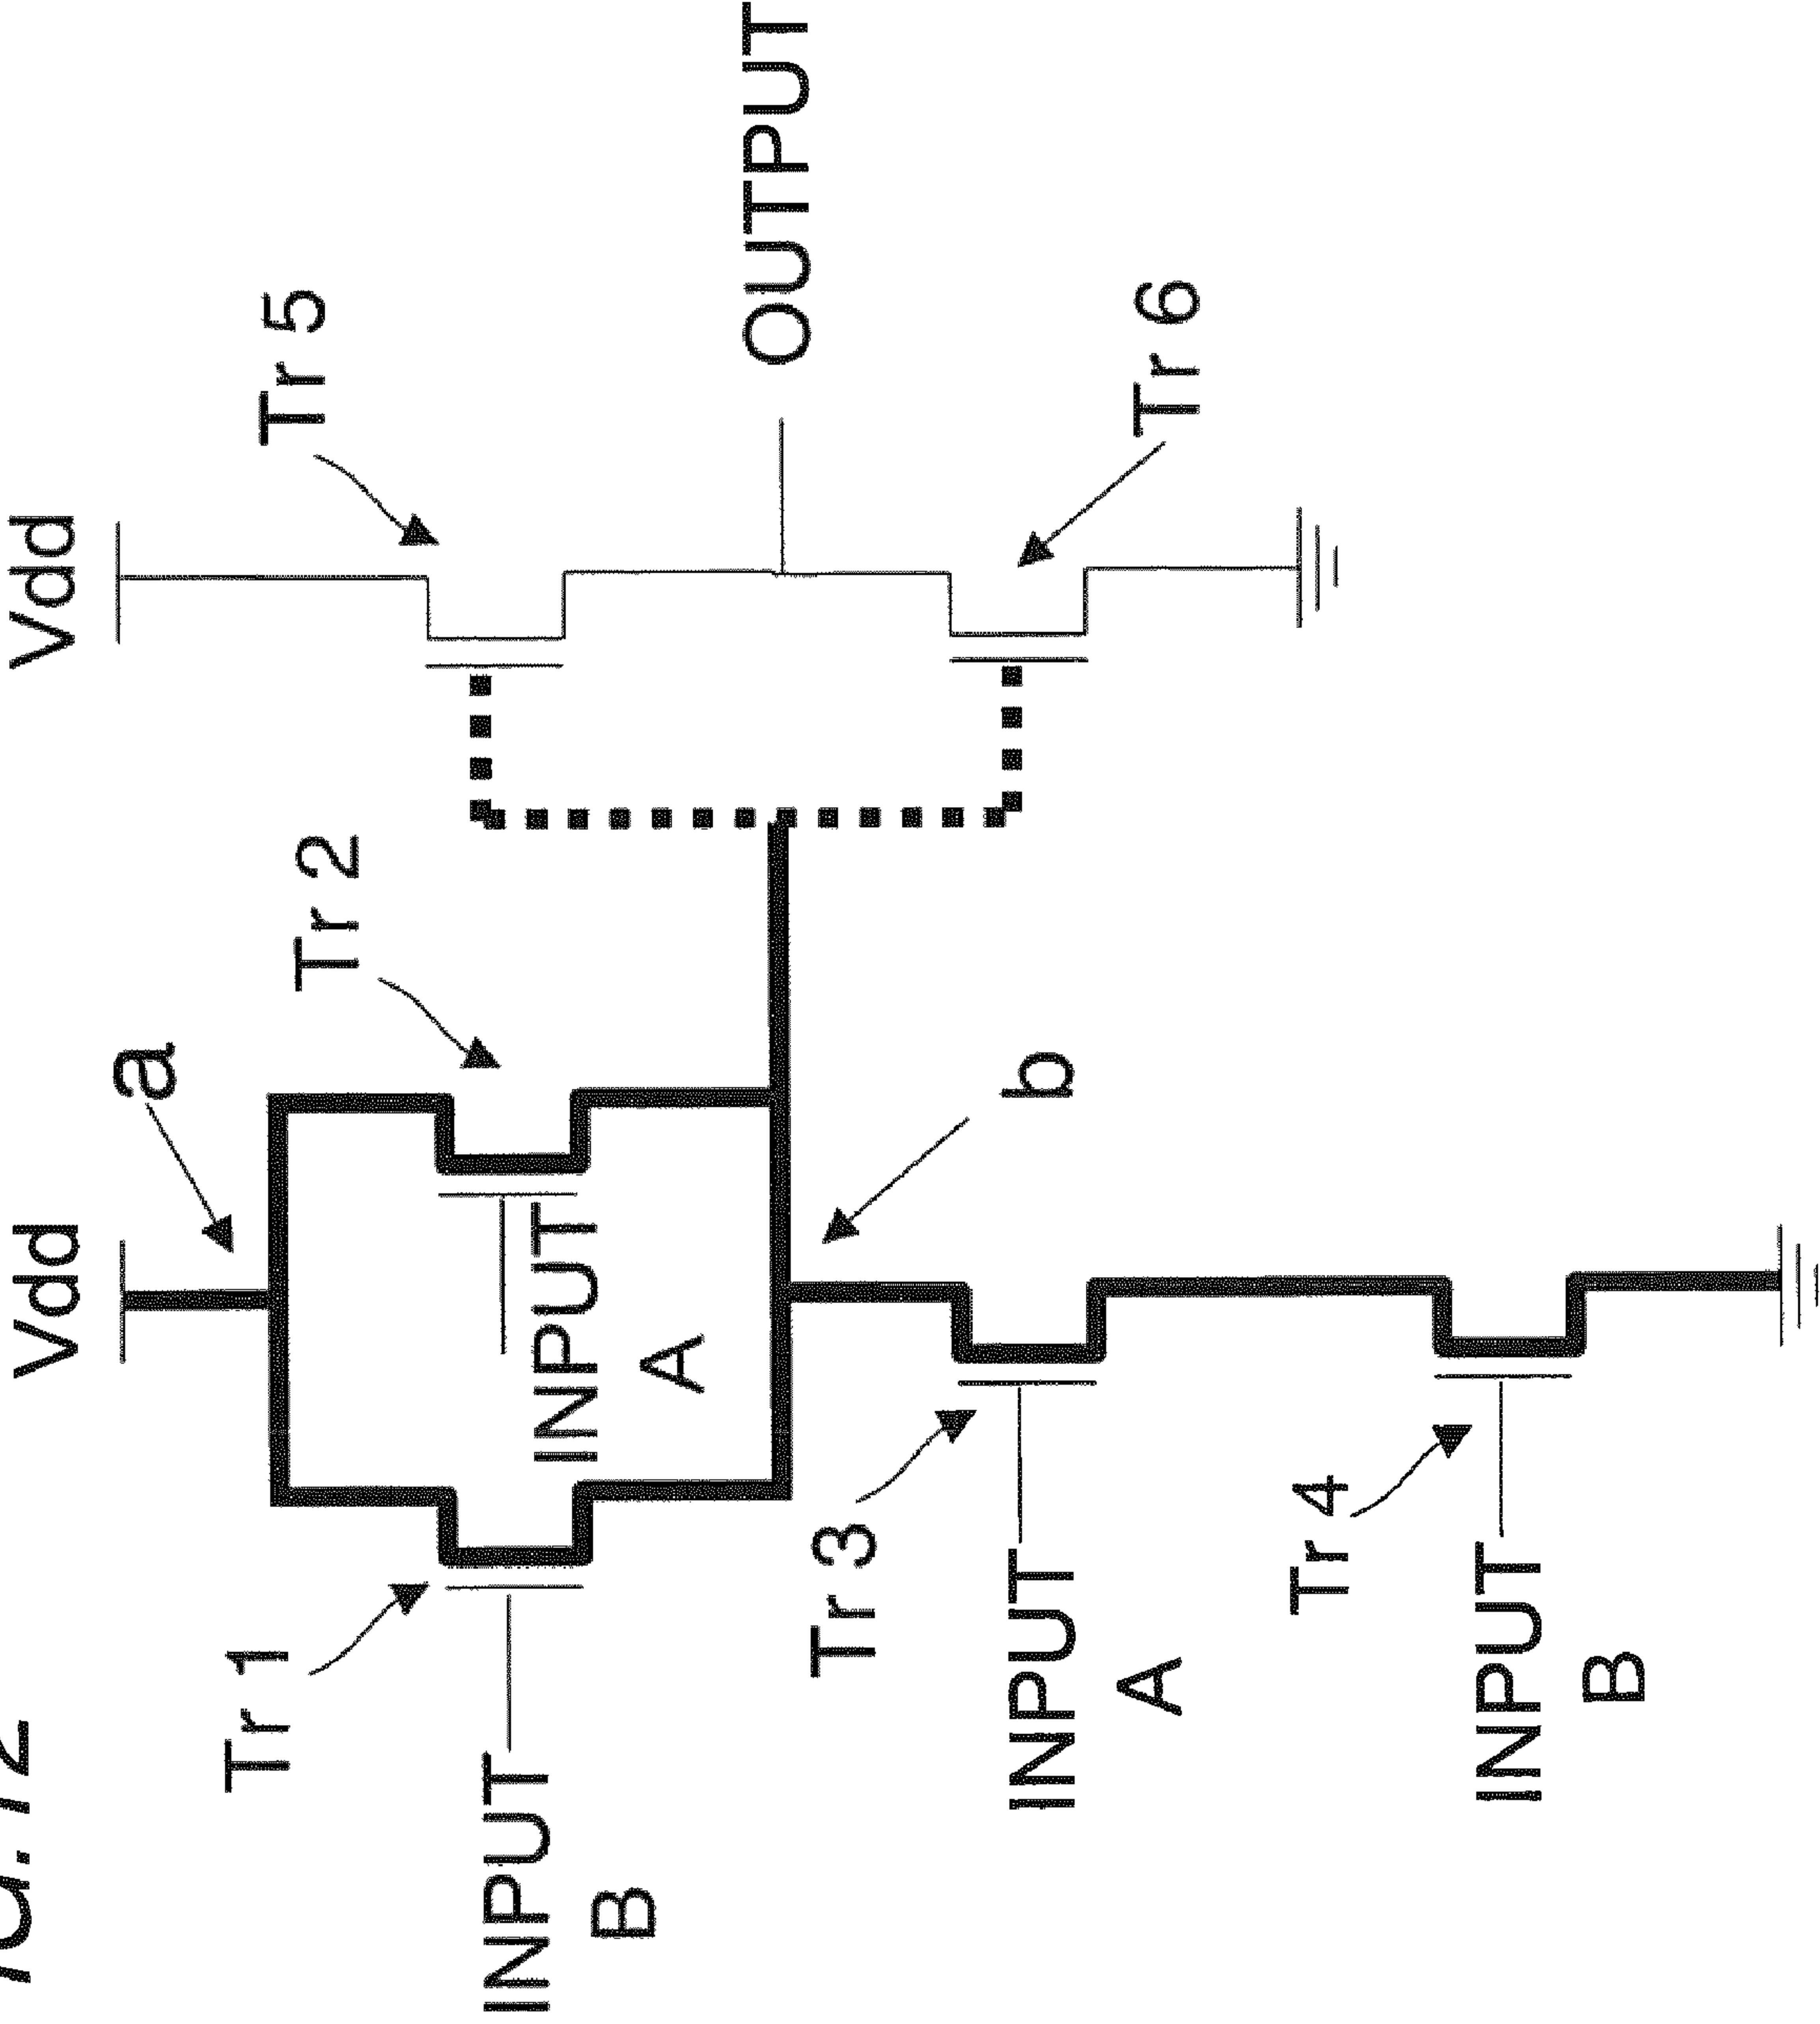 IG. 12
Vdd
Vdd
a
Tr 1
Tr 5
Tr 2
INPUT
B
INPUT
A
OUTPUT
Tr 3
b
INPUT
A
Tr 6
Tr 4
INPUT
B